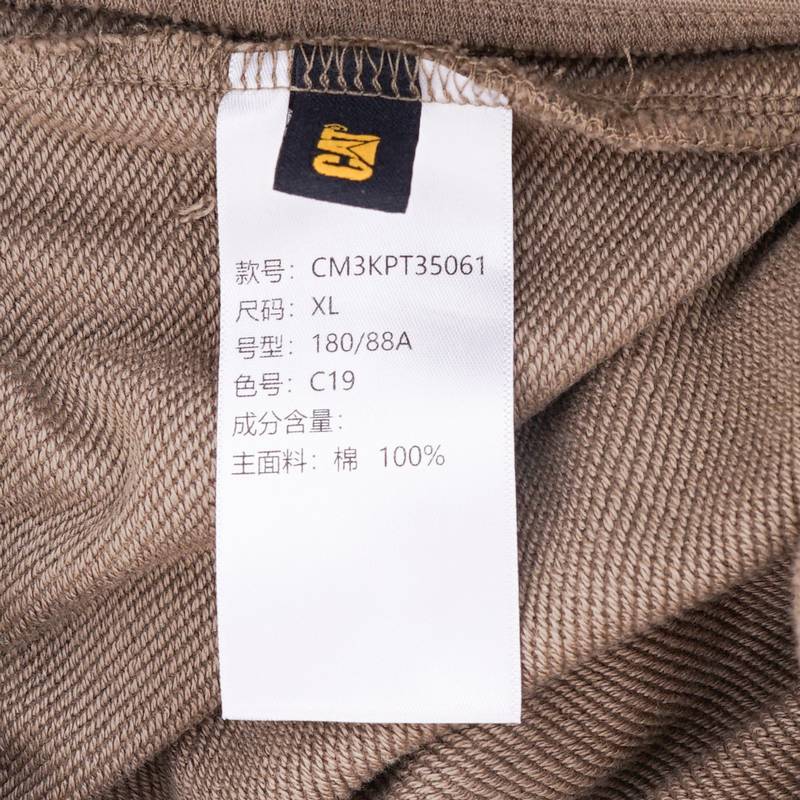 CAT
款号：CM3KPT35061
尺码：XL
号型：180/88A
色号：C19
成分含量：
主面料：棉 100%